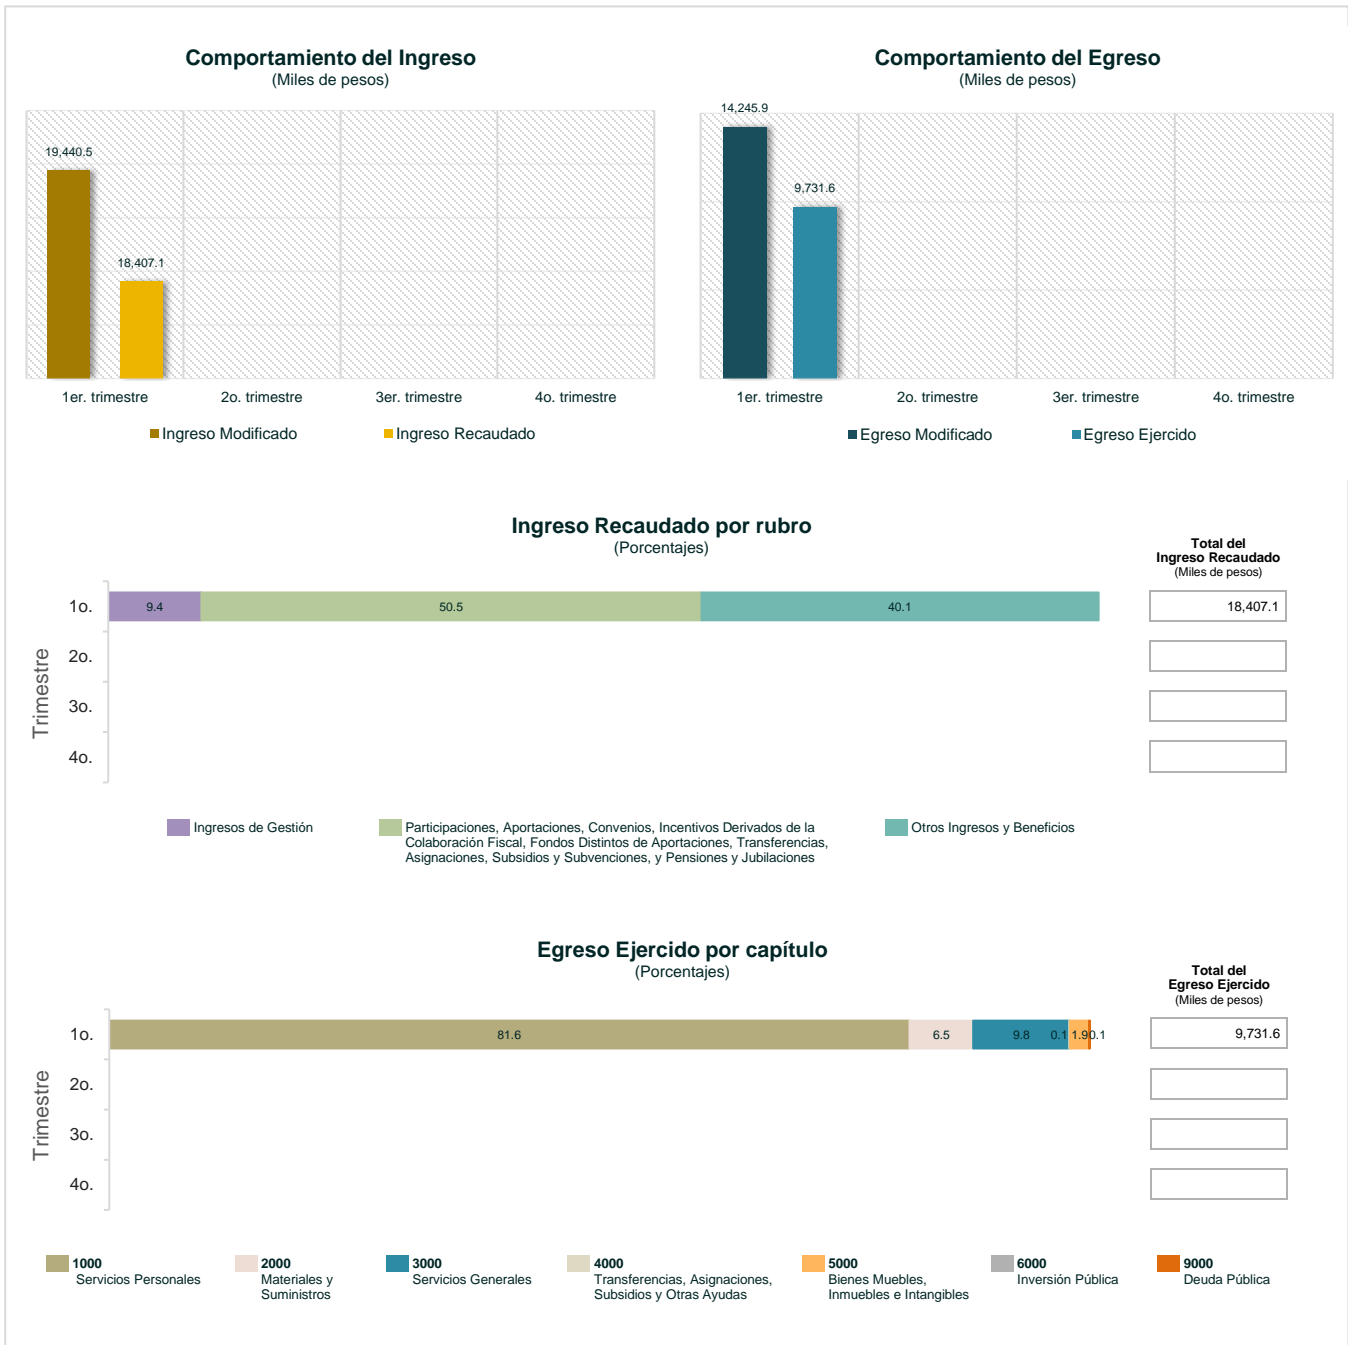 Comportamiento del Ingreso
(Miles de pesos)
19,440.5
18,407.1
1er. trimestre 2o. trimestre 3er. trimestre 4o. trimestre
Ingreso Modificado Ingreso Recaudado
Comportamiento del Egreso
(Miles de pesos)
14,245.9
9,731.6
1er. trimestre 2o. trimestre 3er. trimestre 4o. trimestre
Egreso Modificado Egreso Ejercido
Ingreso Recaudado por rubro
(Porcentajes)
Total del
Ingreso Recaudado
(Miles de pesos)
Trimestre
1o. 9.4 50.5 40.1 18,407.1
2o.
3o.
4o.
Ingresos de Gestión
Participaciones, Aportaciones, Convenios, Incentivos Derivados de la
Colaboración Fiscal, Fondos Distintos de Aportaciones, Transferencias,
Asignaciones, Subsidios y Subvenciones, y Pensiones y Jubilaciones
Otros Ingresos y Beneficios
Egreso Ejercido por capítulo
(Porcentajes)
Total del
Egreso Ejercido
(Miles de pesos)
Trimestre
1o. 81.6 6.5 9.8 0.1 1.9 0.1 9,731.6
2o.
3o.
4o.
1000
Servicios Personales
2000
Materiales y
Suministros
3000
Servicios Generales
4000
Transferencias, Asignaciones,
Subsidios y Otras Ayudas
5000
Bienes Muebles,
Inmuebles e Intangibles
6000
Inversión Pública
9000
Deuda Pública